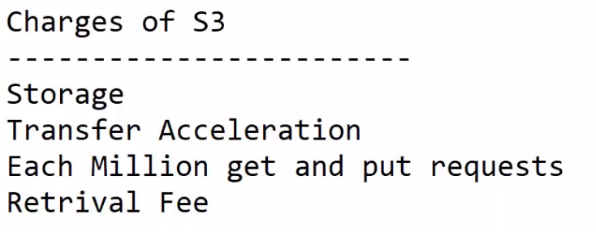 Charges of S3
-------------------------
Storage
Transfer Acceleration
Each Million get and put requests
Retrival Fee